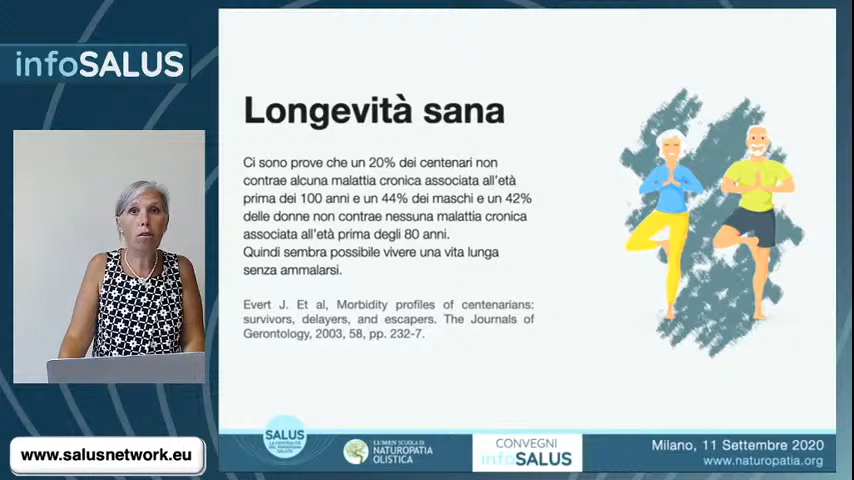 infoSALUS
Longevità sana
Ci sono prove che un 20% dei centenari non
contrae alcuna malattia cronica associata all'età
prima dei 100 anni e un 44% dei maschi e un 42%
delle donne non contrae nessuna malattia cronica
associata all'età prima degli 80 anni.
Quindi sembra possibile vivere una vita lunga
senza ammalarsi.
Evert J. Et al, Morbidity profiles of centenarians:
survivors, delayers, and escapers. The Journals of
Gerontology, 2003, 58, pp. 232-7.
www.salusnetwork.eu
SALUS
LUMEN SCUOLA DI
NATUROPATIA
OLISTICA
CONVEGNI
infoSALUS
Milano, 11 Settembre 2020
www.naturopatia.org